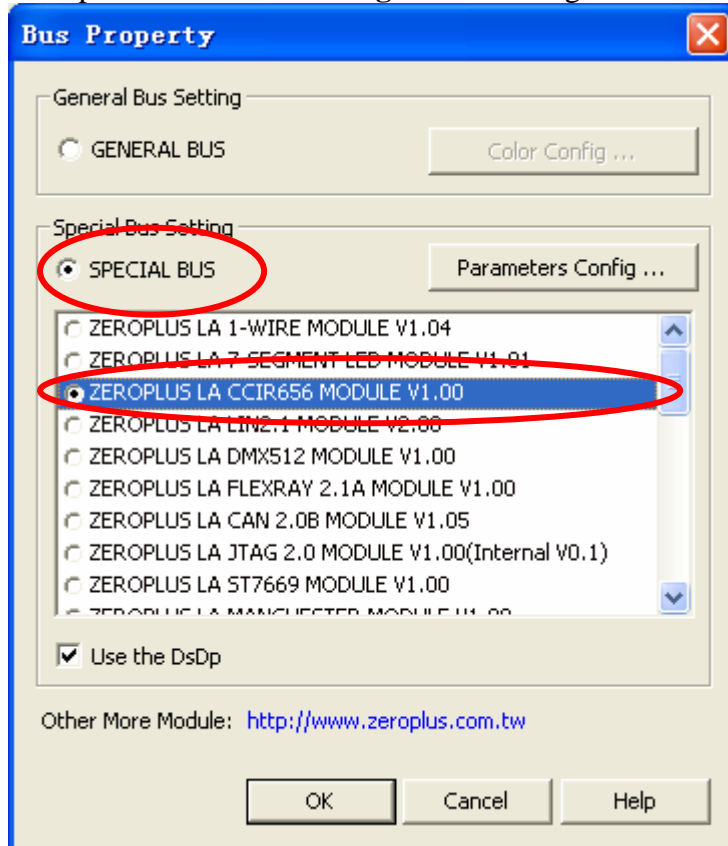 Bus Property
General Bus Setting
GENERAL BUS
Color Config ...
Special Bus Setting
SPECIAL BUS
Parameters Config ...
ZEROPLUS LA 1-WIRE MODULE V1.04
ZEROPLUS LA 7-SEGMENT LED MODULE V1.01
ZEROPLUS LA CCIR656 MODULE V1.00
ZEROPLUS LA LIN2.1 MODULE V2.00
ZEROPLUS LA DMX512 MODULE V1.00
ZEROPLUS LA FLEXRAY 2.1A MODULE V1.00
ZEROPLUS LA CAN 2.0B MODULE V1.05
ZEROPLUS LA JTAG 2.0 MODULE V1.00(Internal V0.1)
ZEROPLUS LA ST7669 MODULE V1.00
ZEROPLUS LA MANCHESTER MODULE
Use the DsDp
Other More Module: http://www.zeroplus.com.tw
OK Cancel Help